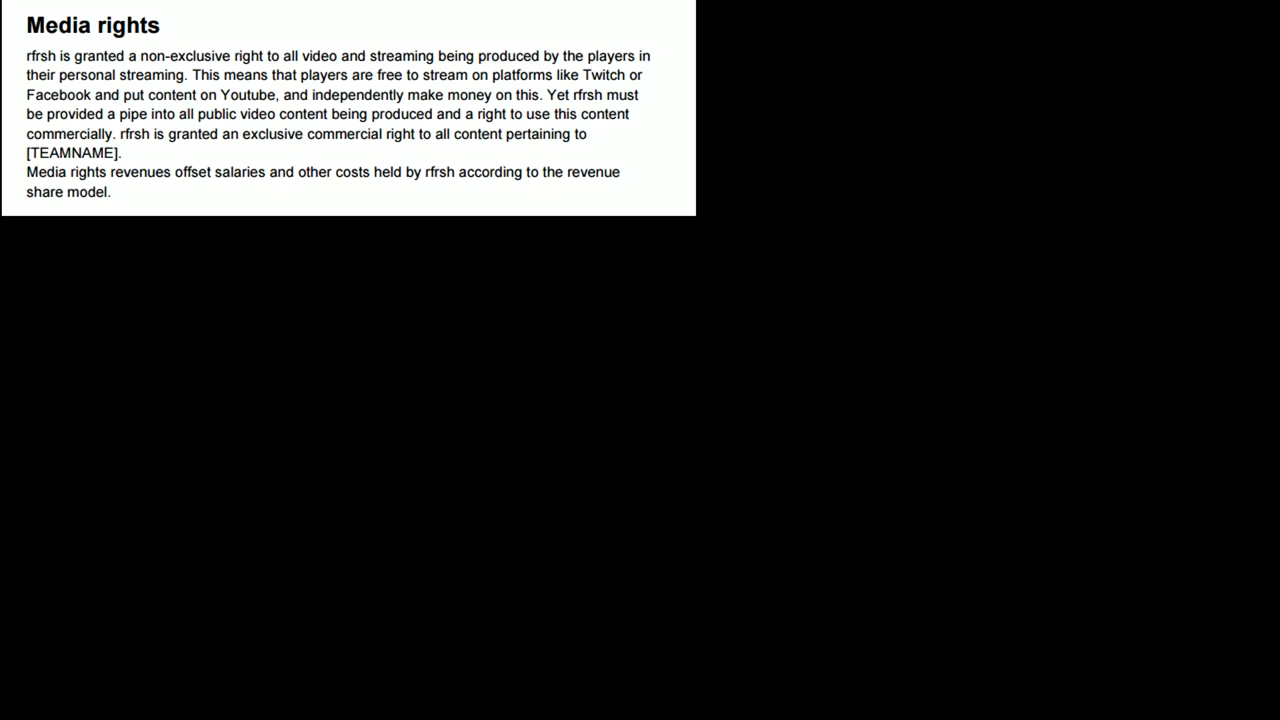 Media rights
rfrsh is granted a non-exclusive right to all video and streaming being produced by the players in
their personal streaming. This means that players are free to stream on platforms like Twitch or
Facebook and put content on Youtube, and independently make money on this. Yet rfrsh must
be provided a pipe into all public video content being produced and a right to use this content
commercially. rfrsh is granted an exclusive commercial right to all content pertaining to
[TEAMNAME].
Media rights revenues offset salaries and other costs held by rfrsh according to the revenue
share model.